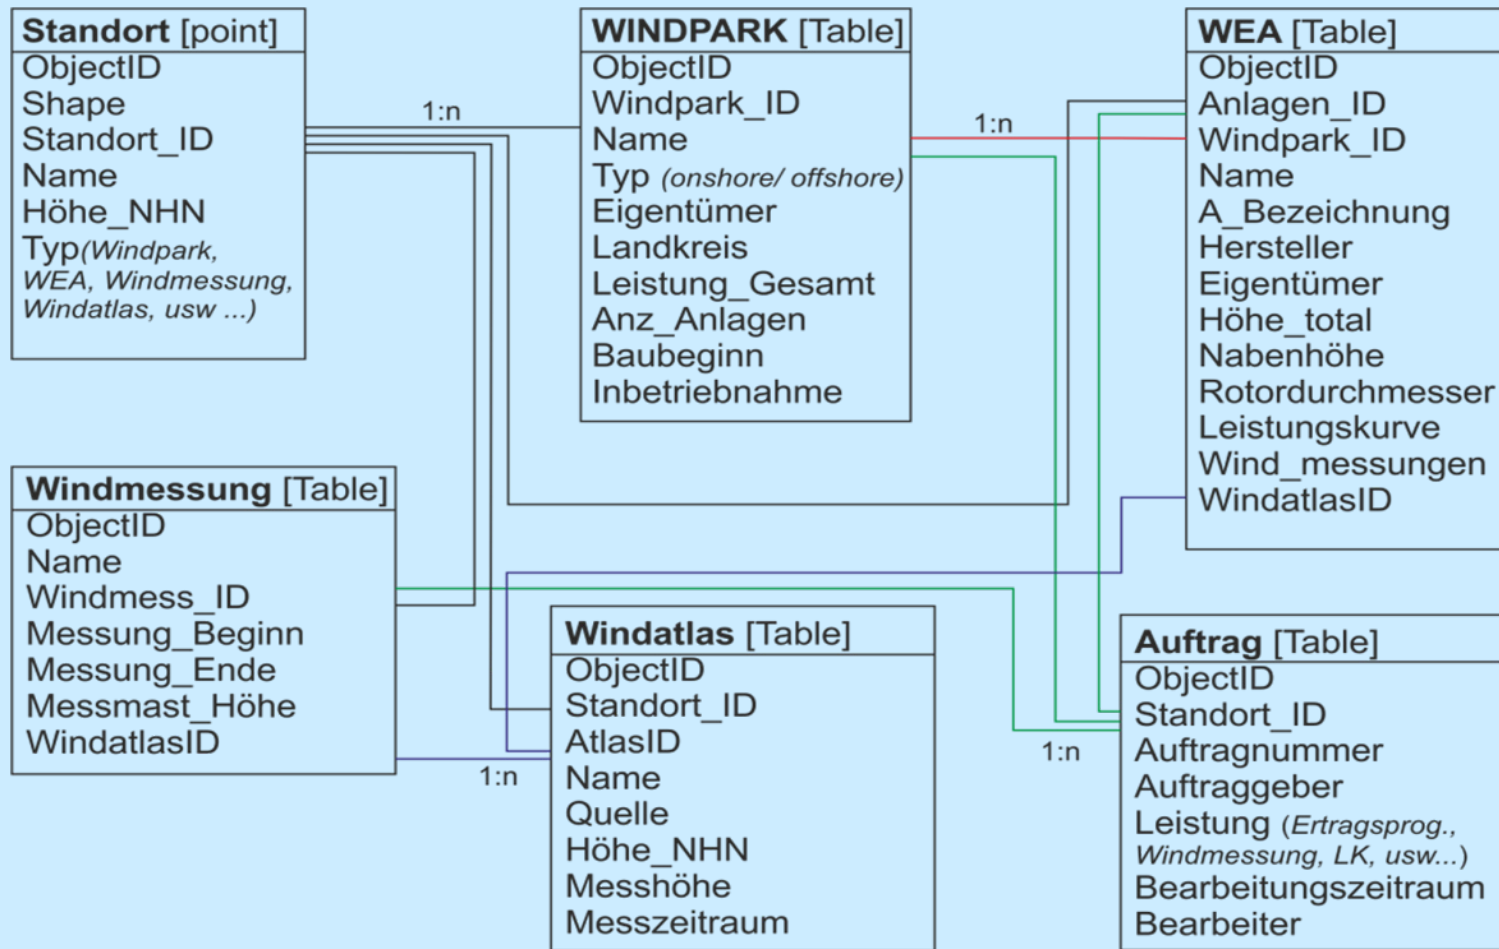 Standort [point]
ObjectID
Shape
Standort_ID
Name
Höhe_NHN
Typ(Windpark,
WEA, Windmessung,
Windatlas, usw ...)
1:n
WINDPARK [Table]
ObjectID
Windpark_ID
Name
Typ (onshore/ offshore)
Eigentümer
Landkreis
Leistung_Gesamt
Anz_Anlagen
Baubeginn
Inbetriebnahme
1:n
WEA [Table]
ObjectID
Anlagen_ID
Windpark_ID
Name
A_Bezeichnung
Hersteller
Eigentümer
Höhe_total
Nabenhöhe
Rotordurchmesser
Leistungskurve
Wind_messungen
WindatlasID
Windmessung [Table]
ObjectID
Name
Windmess_ID
Messung_Beginn
Messung_Ende
Messmast_Höhe
WindatlasID
1:n
Windatlas [Table]
ObjectID
Standort_ID
AtlasID
Name
Quelle
Höhe_NHN
Messhöhe
Messzeitraum
1:n
Auftrag [Table]
ObjectID
Standort_ID
Auftragnummer
Auftraggeber
Leistung (Ertragsprog.,
Windmessung, LK, usw...)
Bearbeitungszeitraum
Bearbeiter